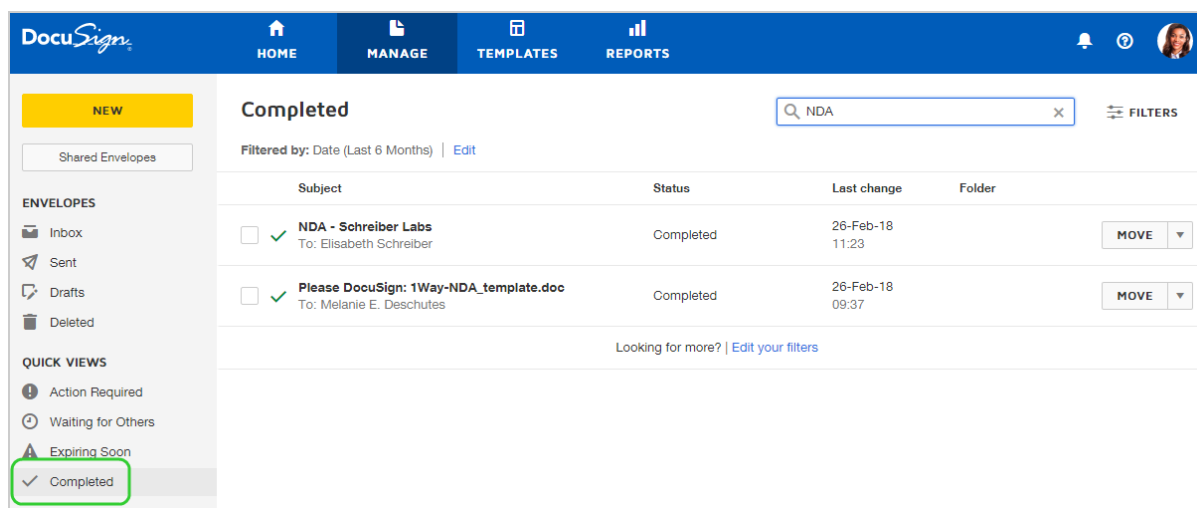 DocuSign
HOME
MANAGE
TEMPLATES
REPORTS
NEW
Shared Envelopes
ENVELOPES
Inbox
Sent
Drafts
Deleted
QUICK VIEWS
Action Required
Waiting for Others
Expiring Soon
Completed
Completed
NDA
FILTERS
Filtered by: Date (Last 6 Months) | Edit
Subject Status Last change Folder
NDA - Schreiber Labs Completed 26-Feb-18 MOVE
To: Elisabeth Schreiber 11:23
Please DocuSign: 1Way-NDA_template.doc Completed 26-Feb-18 MOVE
To: Melanie E. Deschutes 09:37
Looking for more? | Edit your filters